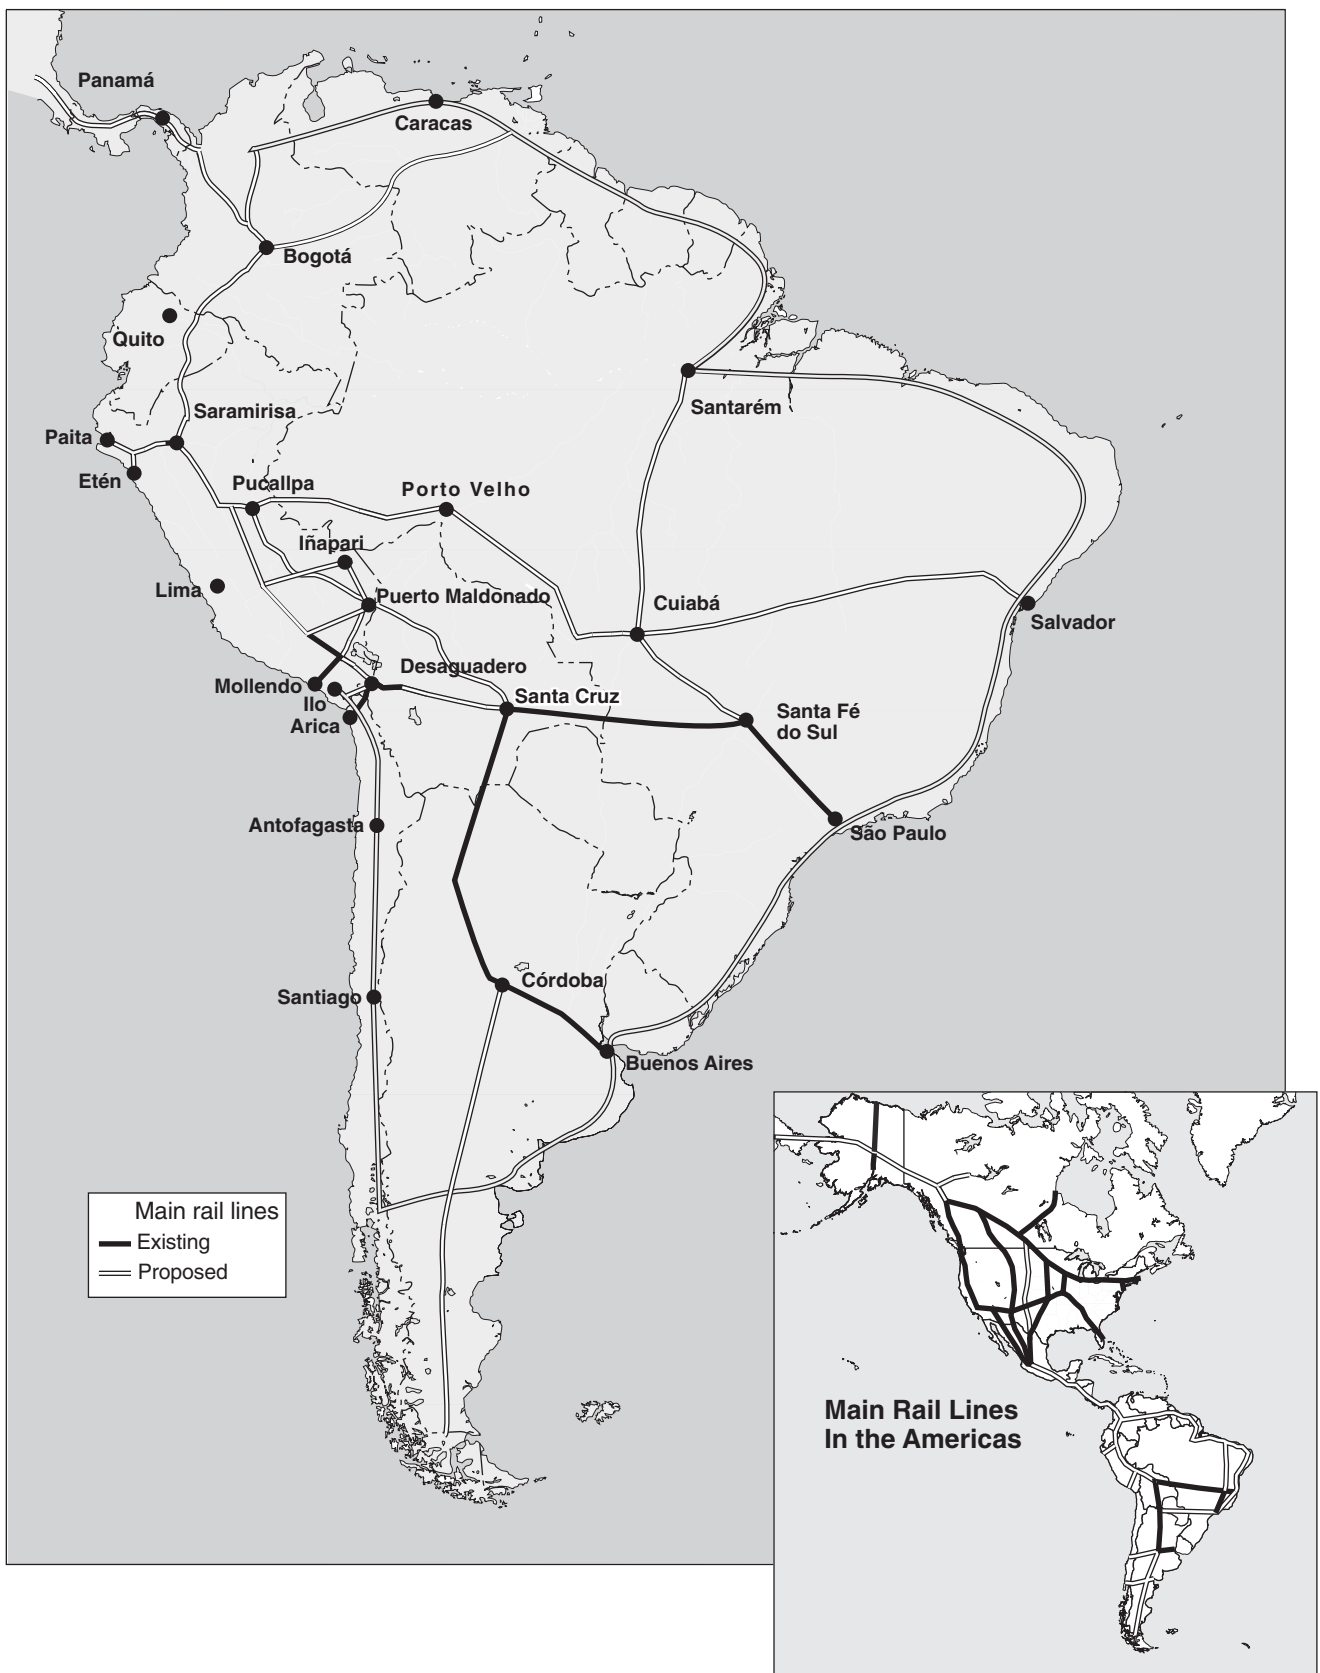 Panamá
Caracas
Bogotá
Quito
Santarém
Saramirisa
Paita
Etén
Pucallpa
Porto Velho
Iñapari
Lima
Puerto Maldonado
Cuiabá
Salvador
Desaguadero
Mollendo
Ilo
Arica
Santa Cruz
Santa Fé
do Sul
Antofagasta
São Paulo
Córdoba
Santiago
Buenos Aires
Main rail lines
Existing
Proposed
Main Rail Lines
In the Americas